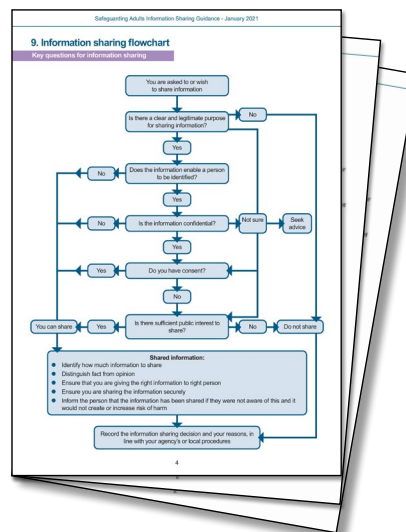 Safeguarding Adults Information Sharing Guidance - January 2021
9. Information sharing flowchart
Key questions for information sharing
You are asked to or wish
to share information
Is there a clear and legitimate purpose
for sharing information?
No
Yes
Does the information enable a person
to be identified?
No
Yes
Is the information confidential?
No
Not sure
Seek
advice
Yes
Do you have consent?
Yes
No
Is there sufficient public interest to
share?
You can share
Yes
No
Do not share
Shared information:
● Identify how much information to share
● Distinguish fact from opinion
● Ensure that you are giving the right information to right person
● Ensure you are sharing the information securely
● Inform the person that the information has been shared if they were not aware of this and it
would not create or increase risk of harm
Record the information sharing decision and your reasons, in
line with your agency's or local procedures
4